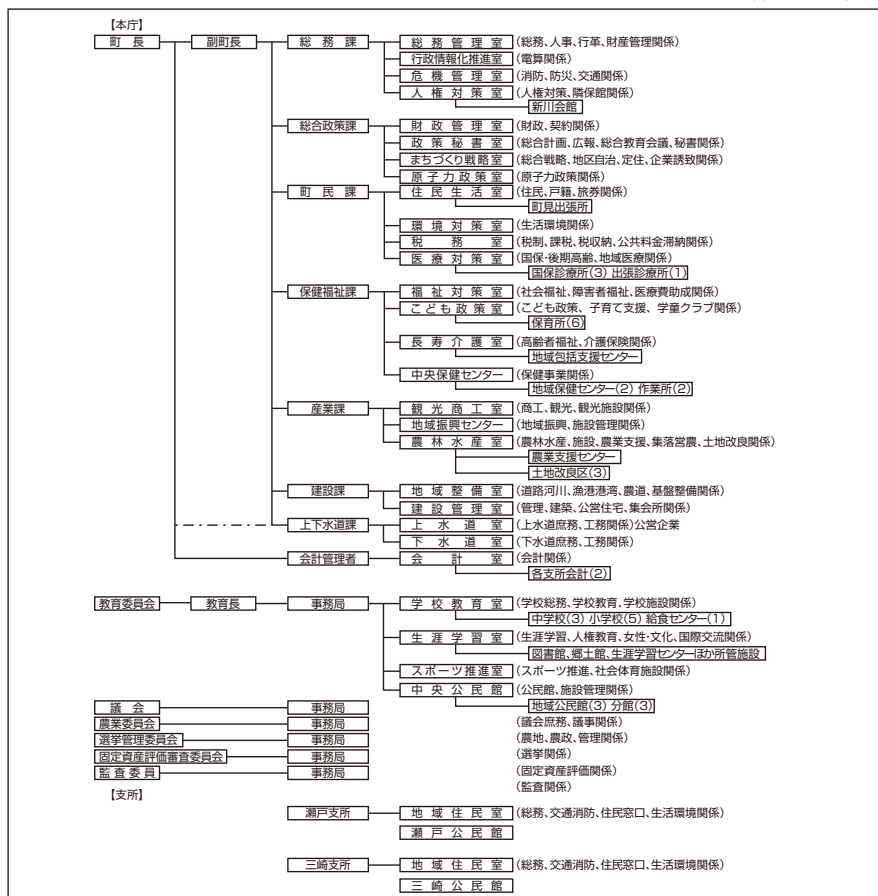 【本庁】
町長 副町長 総務課 総務管理室 (総務、人事、行革、財産管理関係)
行政情報化推進室 (電算関係)
危機管理室 (消防、防災、交通関係)
人権対策室 (人権対策、隣保館関係)
新川会館
総合政策課 財政管理室 (財政、契約関係)
政策秘書室 (総合計画、広報、総合教育会議、秘書関係)
まちづくり戦略室 (総合戦略、地区自治、定住、企業誘致関係)
原子力政策室 (原子力政策関係)
町民課 住民生活室 (住民、戸籍、旅券関係)
町見出張所
環境対策室 (生活環境関係)
税務室 (税制、課税、税収納、公共料金滞納関係)
医療対策室 (国保・後期高齢、地域医療関係)
国保診療所(3) 出張診療所(1)
保健福祉課 福祉対策室 (社会福祉、障害者福祉、医療費助成関係)
こども政策室 (こども政策、子育て支援、学童クラブ関係)
保育所(6)
長寿介護室 (高齢者福祉、介護保険関係)
地域包括支援センター
中央保健センター (保健事業関係)
地域保健センター(2) 作業所(2)
産業課 観光商工室 (商工、観光、観光施設関係)
地域振興センター (地域振興、施設管理関係)
農林水産室 (農林水産、施設、農業支援、集落営農、土地改良関係)
農業支援センター
土地改良区(3)
建設課 地域整備室 (道路河川、漁港港湾、農道、基盤整備関係)
建設管理室 (管理、建築、公営住宅、集会所関係)
上下水道課 上水道室 (上水道庶務、工務関係)公営企業
下水道室 (下水道庶務、工務関係)
会計管理者 会計室 (会計関係)
各支所会計(2)
教育委員会 教育長 事務局 学校教育室 (学校総務、学校教育、学校施設関係)
中学校(3) 小学校(5) 給食センター(1)
生涯学習室 (生涯学習、人権教育、女性・文化、国際交流関係)
図書館、郷土館、生涯学習センターほか所管施設
スポーツ推進室 (スポーツ推進、社会体育施設関係)
中央公民館 (公民館、施設管理関係)
地域公民館(3) 分館(3)
議会 事務局 (議会庶務、議事関係)
農業委員会 事務局 (農地、農政、管理関係)
選挙管理委員会 事務局 (選挙関係)
固定資産評価審査委員会 事務局 (固定資産評価関係)
監査委員 事務局 (監査関係)
【支所】
瀬戸支所 地域住民室 (総務、交通消防、住民窓口、生活環境関係)
瀬戸公民館
三崎支所 地域住民室 (総務、交通消防、住民窓口、生活環境関係)
三崎公民館